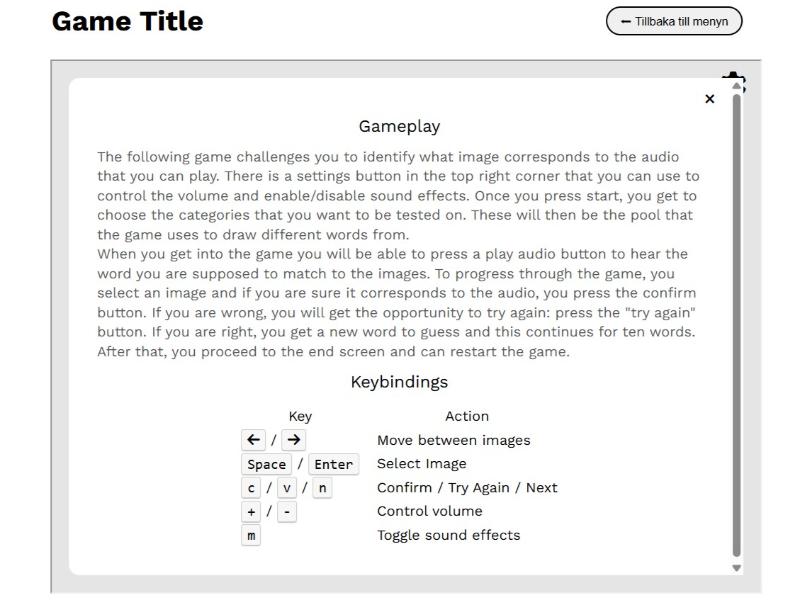 Game Title
← Tillbaka till menyn
×
Gameplay
The following game challenges you to identify what image corresponds to the audio
that you can play. There is a settings button in the top right corner that you can use to
control the volume and enable/disable sound effects. Once you press start, you get to
choose the categories that you want to be tested on. These will then be the pool that
the game uses to draw different words from.
When you get into the game you will be able to press a play audio button to hear the
word you are supposed to match to the images. To progress through the game, you
select an image and if you are sure it corresponds to the audio, you press the confirm
button. If you are wrong, you will get the opportunity to try again: press the "try again"
button. If you are right, you get a new word to guess and this continues for ten words.
After that, you proceed to the end screen and can restart the game.
Keybindings
Key Action
← / → Move between images
Space / Enter Select Image
c / v / n Confirm / Try Again / Next
+ / - Control volume
m Toggle sound effects